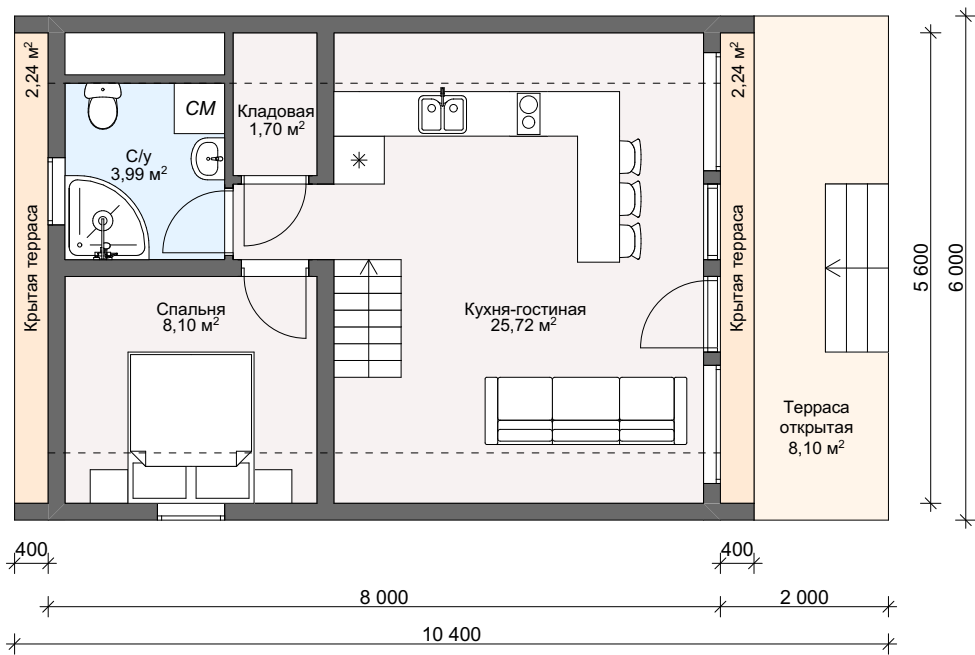 2,24 м²
Крытая терраса
СМ
С/у
3,99 м²
Кладовая
1,70 м²
Спальня
8,10 м²
Кухня-гостиная
25,72 м²
2,24 м²
Крытая терраса
Терраса
открытая
8,10 м²
5 600
6 000
400
400
8 000
2 000
10 400